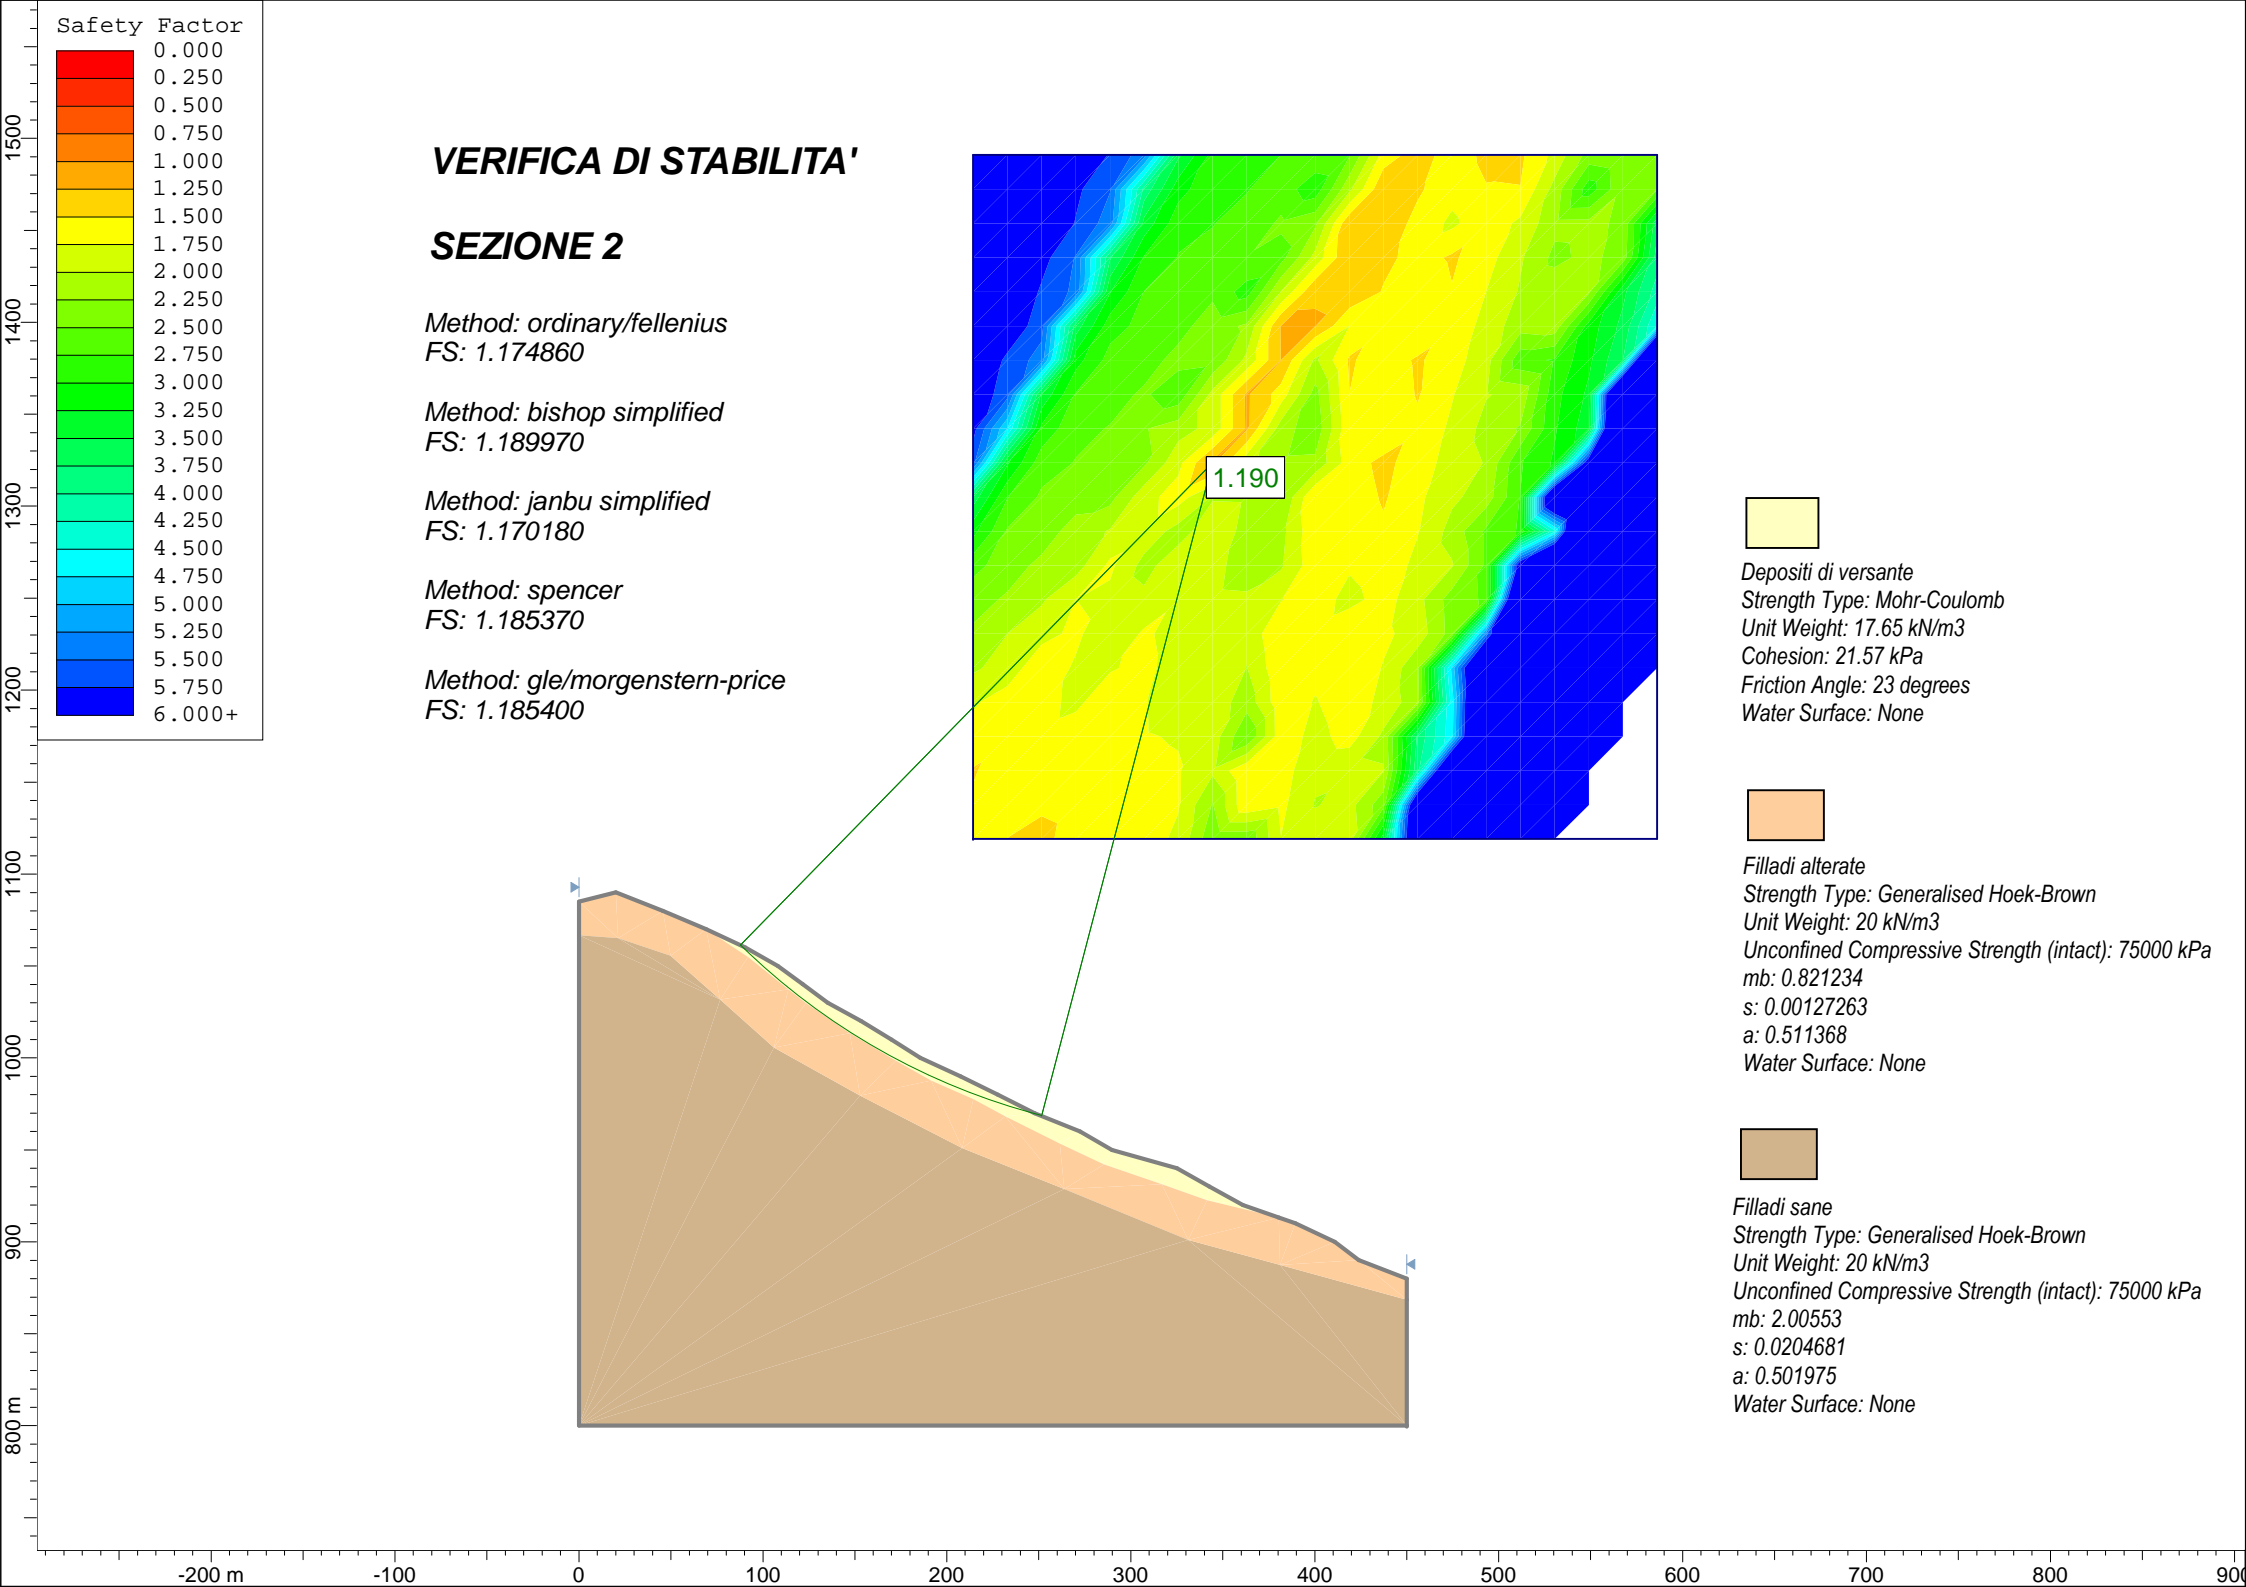 Safety Factor
0.000
0.250
0.500
0.750
1.000
1.250
1.500
1.750
2.000
2.250
2.500
2.750
3.000
3.250
3.500
3.750
4.000
4.250
4.500
4.750
5.000
5.250
5.500
5.750
6.000+
VERIFICA DI STABILITA'
SEZIONE 2
Method: ordinary/fellenius
FS: 1.174860
Method: bishop simplified
FS: 1.189970
Method: janbu simplified
FS: 1.170180
Method: spencer
FS: 1.185370
Method: gle/morgenstern-price
FS: 1.185400
1.190
Depositi di versante
Strength Type: Mohr-Coulomb
Unit Weight: 17.65 kN/m3
Cohesion: 21.57 kPa
Friction Angle: 23 degrees
Water Surface: None
Filladi alterate
Strength Type: Generalised Hoek-Brown
Unit Weight: 20 kN/m3
Unconfined Compressive Strength (intact): 75000 kPa
mb: 0.821234
s: 0.00127263
a: 0.511368
Water Surface: None
Filladi sane
Strength Type: Generalised Hoek-Brown
Unit Weight: 20 kN/m3
Unconfined Compressive Strength (intact): 75000 kPa
mb: 2.00553
s: 0.0204681
a: 0.501975
Water Surface: None
1500
1400
1300
1200
1100
1000
900
800 m
-200 m
-100
0
100
200
300
400
500
600
700
800
900